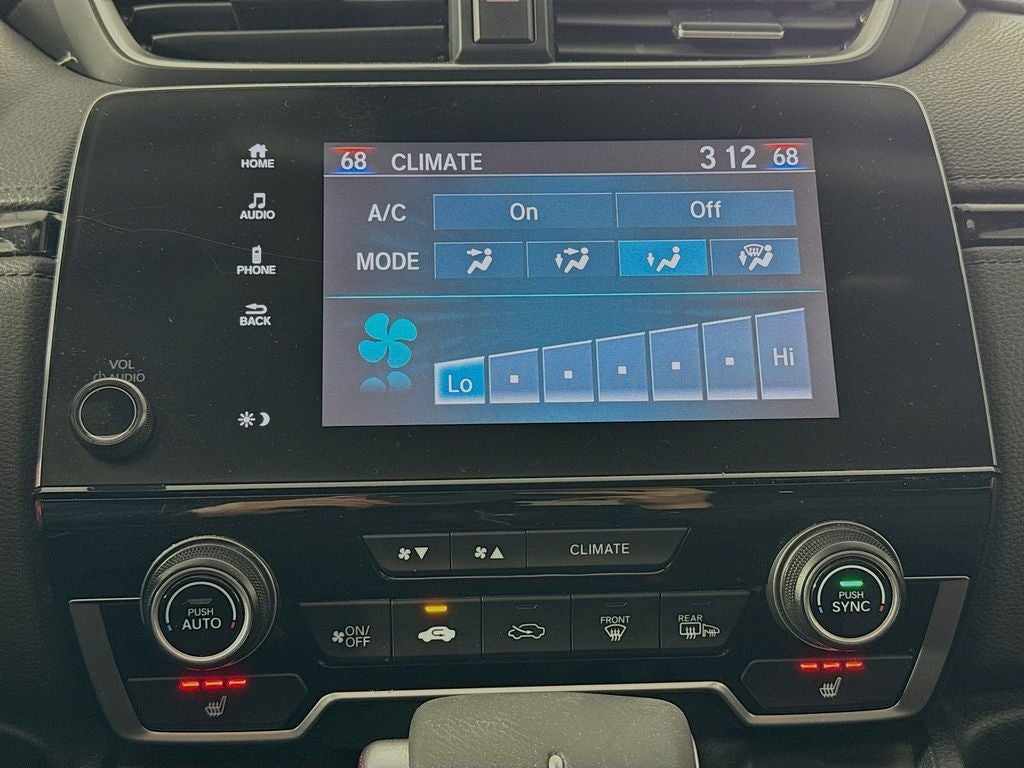 HOME
AUDIO
PHONE
BACK
VOL
AUDIO
68 CLIMATE 3 12 68
A/C On Off
MODE
Lo Hi
CLIMATE
PUSH
AUTO
ON/
OFF
FRONT
REAR
PUSH
SYNC